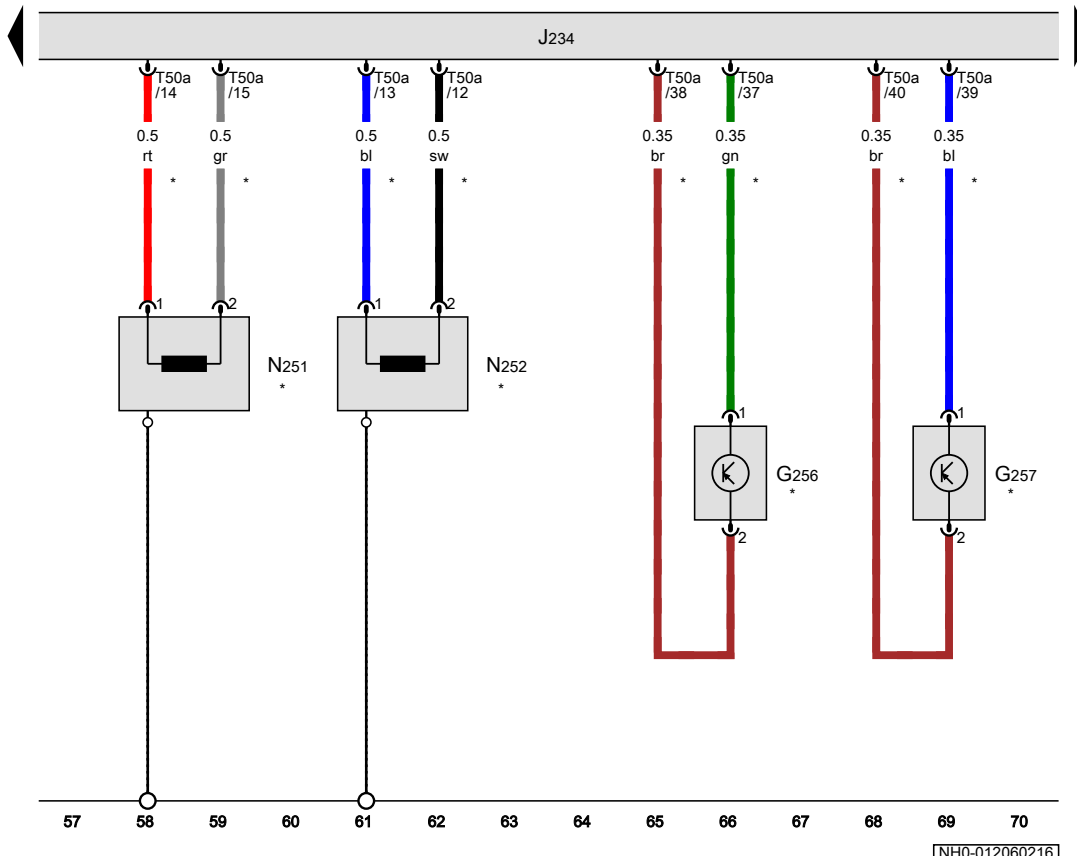 J234
T50a T50a T50a T50a T50a T50a T50a T50a
/14 /15 /13 /12 /38 /37 /40 /39
0.5 0.5 0.5 0.5 0.35 0.35 0.35 0.35
rt gr bl sw br gn br bl
* * * * * * * *
1 2 1 2
N251 N252
* *
1 1
G256 G257
* *
2 2
57 58 59 60 61 62 63 64 65 66 67 68 69 70
NH0-012060216